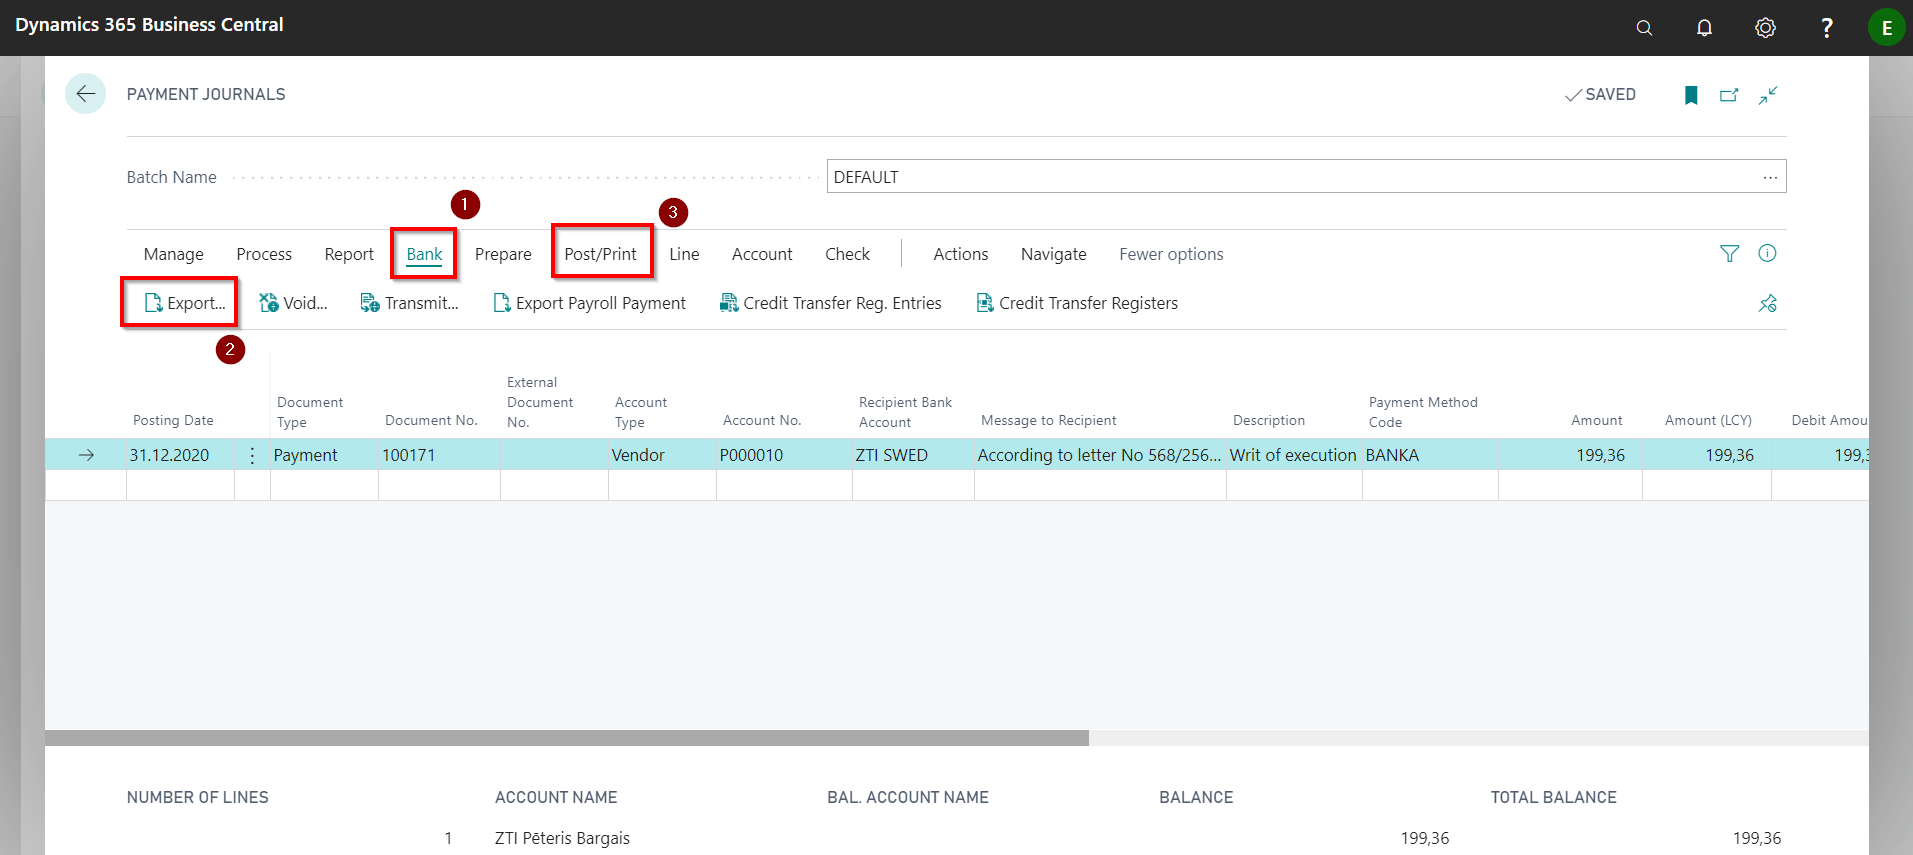 Dynamics 365 Business Central
E
PAYMENT JOURNALS
SAVED
Batch Name
DEFAULT
1
3
Manage Process Report Bank Prepare Post/Print Line Account Check Actions Navigate Fewer options
Export... Void... Transmit... Export Payroll Payment Credit Transfer Reg. Entries Credit Transfer Registers
2
Posting Date Document Type Document No. External Document No. Account Type Account No. Recipient Bank Account Message to Recipient Description Payment Method Code Amount Amount (LCY) Debit Amou
31.12.2020 Payment 100171 Vendor P000010 ZTI SWED According to letter No 568/256... Writ of execution BANKA 199,36 199,36 199,3
NUMBER OF LINES ACCOUNT NAME BAL. ACCOUNT NAME BALANCE TOTAL BALANCE
1 ZTI Pēteris Bargais 199,36 199,36